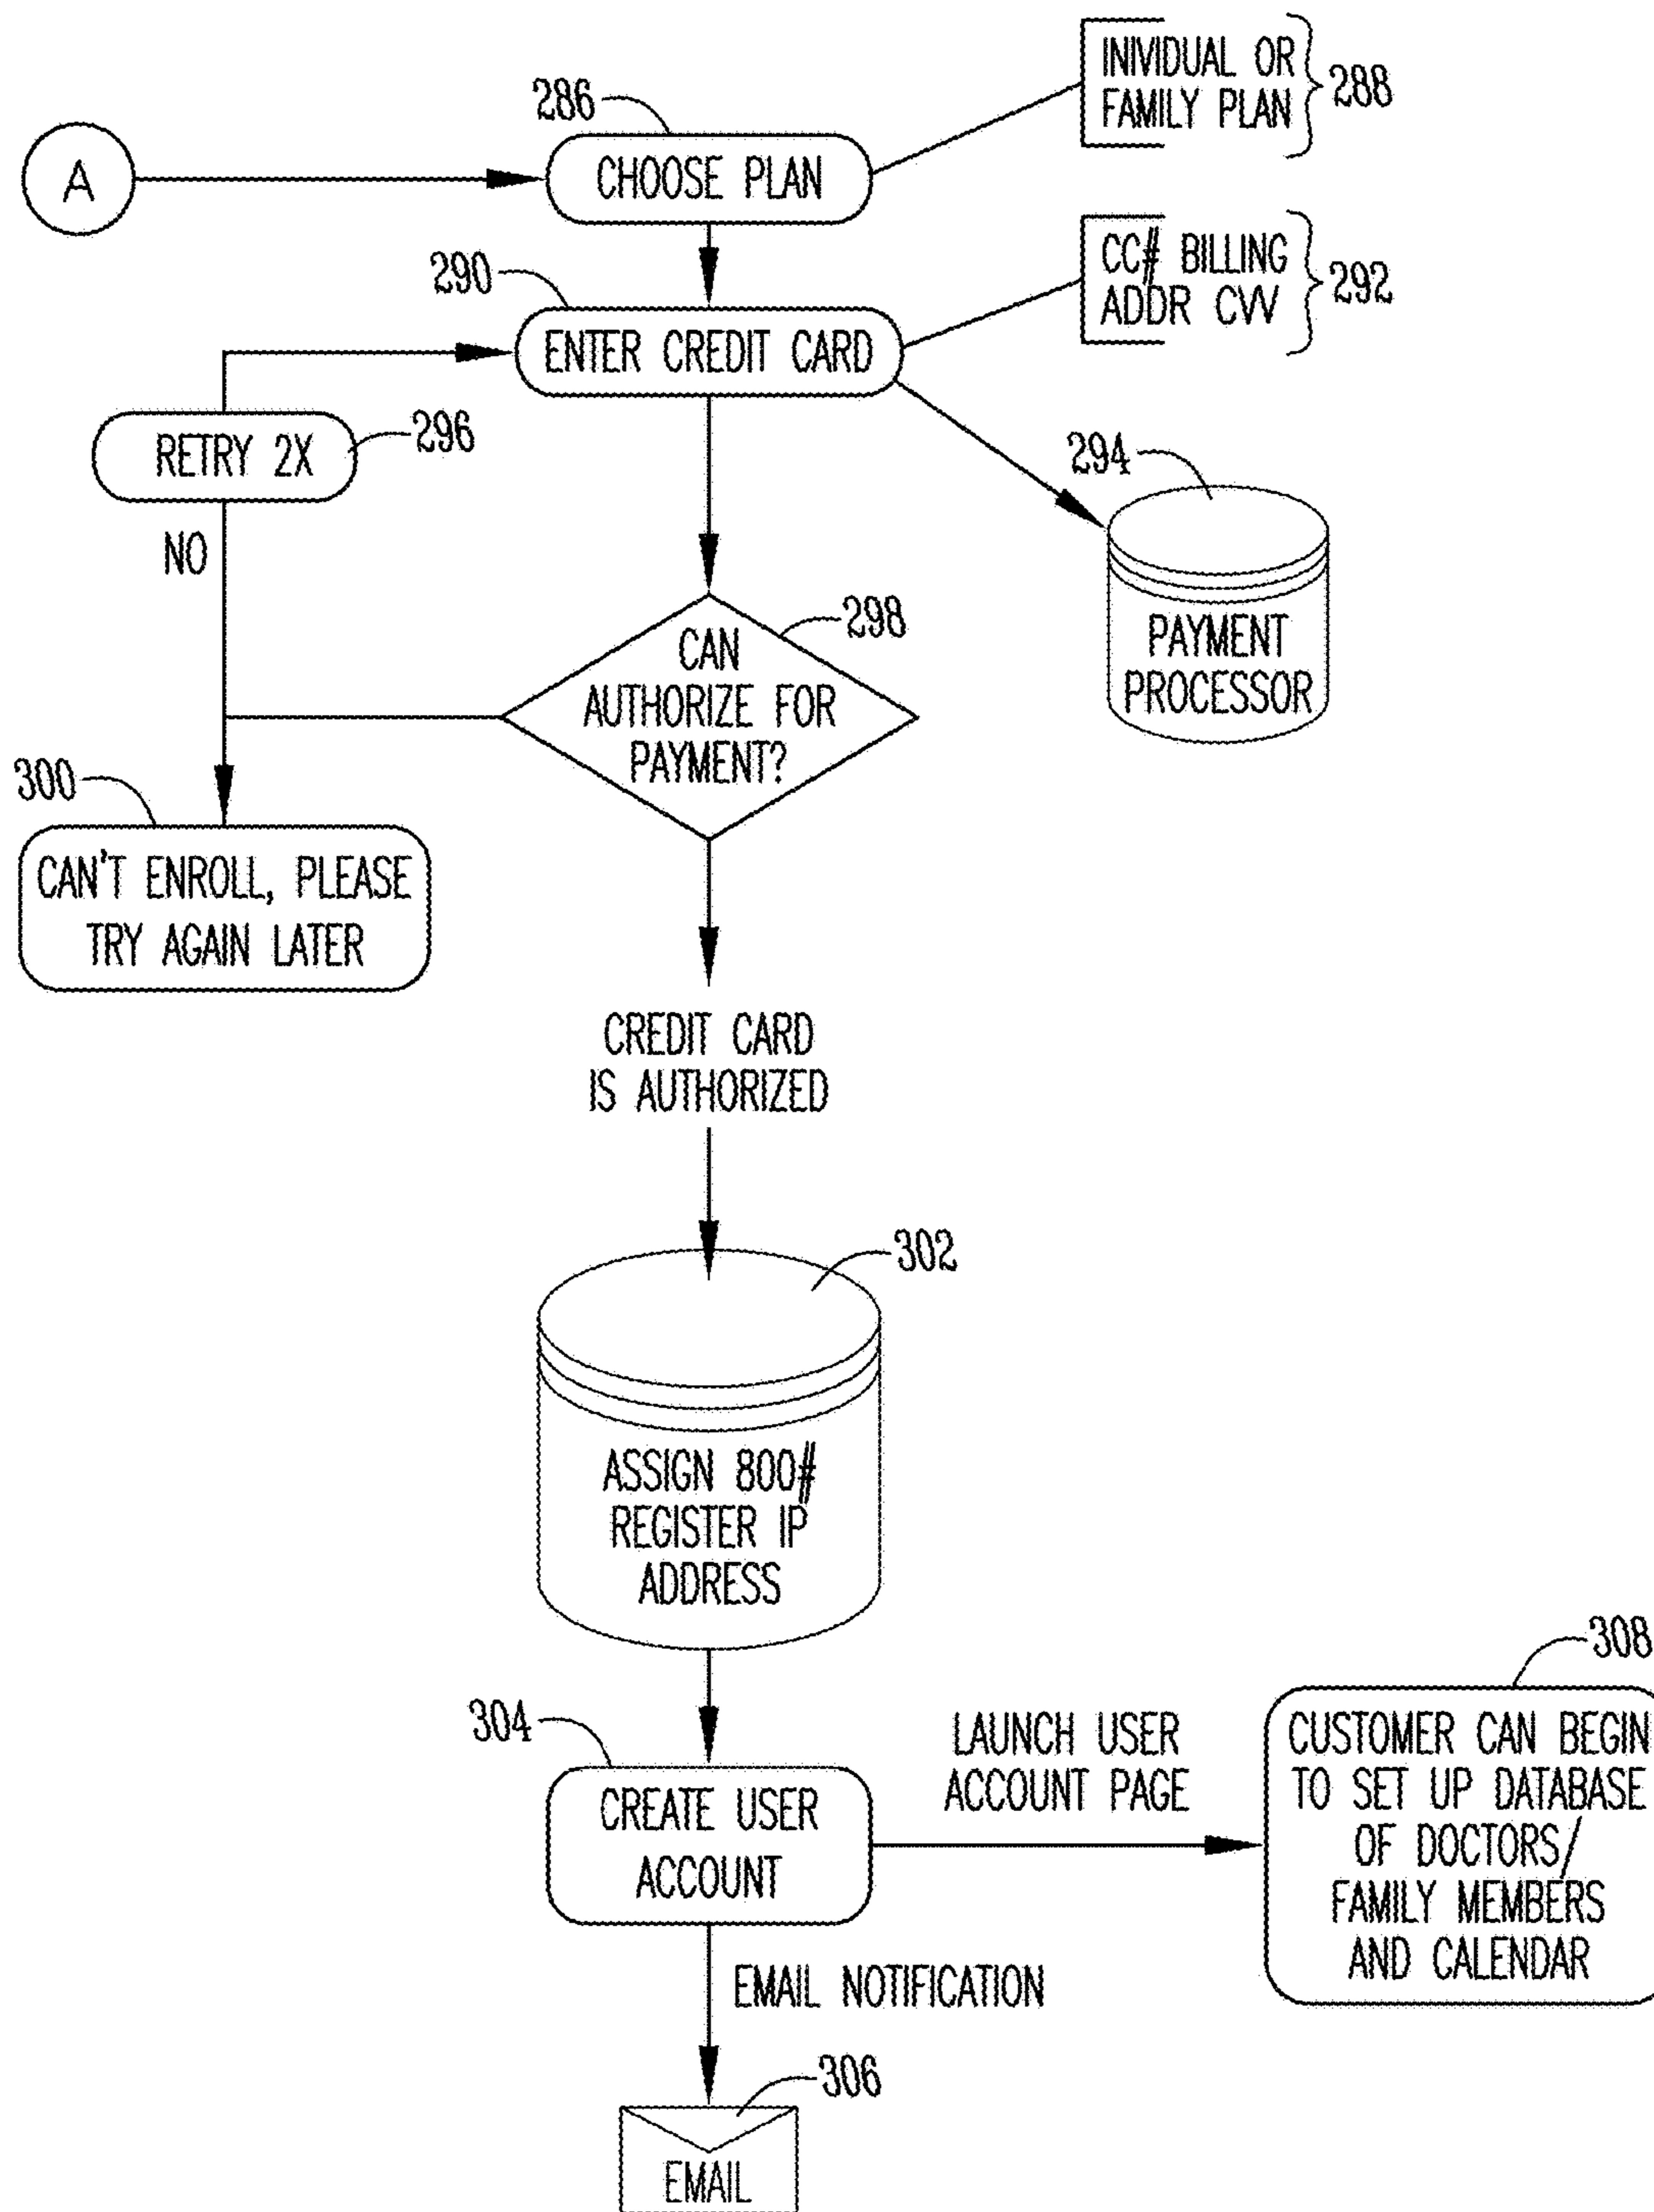 INIVIDUAL OR
FAMILY PLAN
288
286
A
CHOOSE PLAN
CC# BILLING
ADDR CVV
292
290
ENTER CREDIT CARD
RETRY 2X
296
294
NO
PAYMENT
PROCESSOR
298
CAN
AUTHORIZE FOR
PAYMENT?
300
CAN'T ENROLL, PLEASE
TRY AGAIN LATER
CREDIT CARD
IS AUTHORIZED
302
ASSIGN 800#
REGISTER IP
ADDRESS
304
CREATE USER
ACCOUNT
LAUNCH USER
ACCOUNT PAGE
308
CUSTOMER CAN BEGIN
TO SET UP DATABASE
OF DOCTORS/
FAMILY MEMBERS
AND CALENDAR
EMAIL NOTIFICATION
306
EMAIL